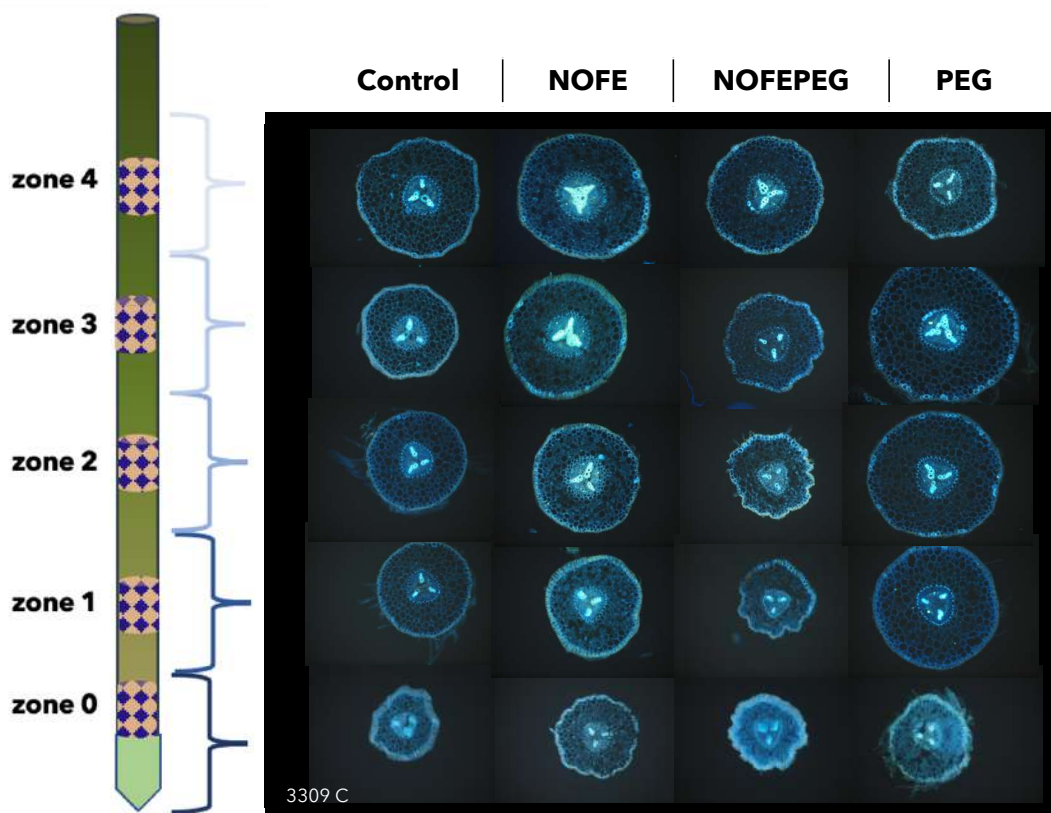 Control NOFE NOFEPEG PEG
zone 4
zone 3
zone 2
zone 1
zone 0
3309 C